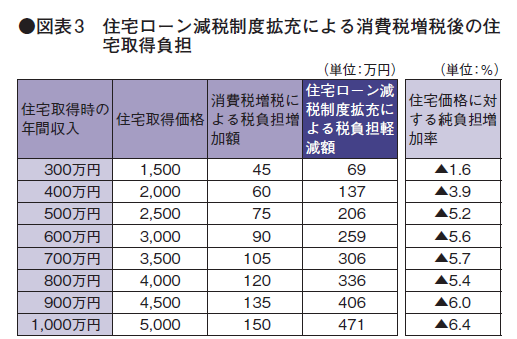 ●図表3 住宅ローン減税制度拡充による消費税増税後の住
宅取得負担
（単位：万円） （単位：％）
住宅取得時の
年間収入
住宅取得価格
消費税増税に
よる税負担増
加額
住宅ローン減
税制度拡充に
よる税負担軽
減額
住宅価格に対
する純負担増
加率
300万円 1,500 45 69 ▲1.6
400万円 2,000 60 137 ▲3.9
500万円 2,500 75 206 ▲5.2
600万円 3,000 90 259 ▲5.6
700万円 3,500 105 306 ▲5.7
800万円 4,000 120 336 ▲5.4
900万円 4,500 135 406 ▲6.0
1,000万円 5,000 150 471 ▲6.4